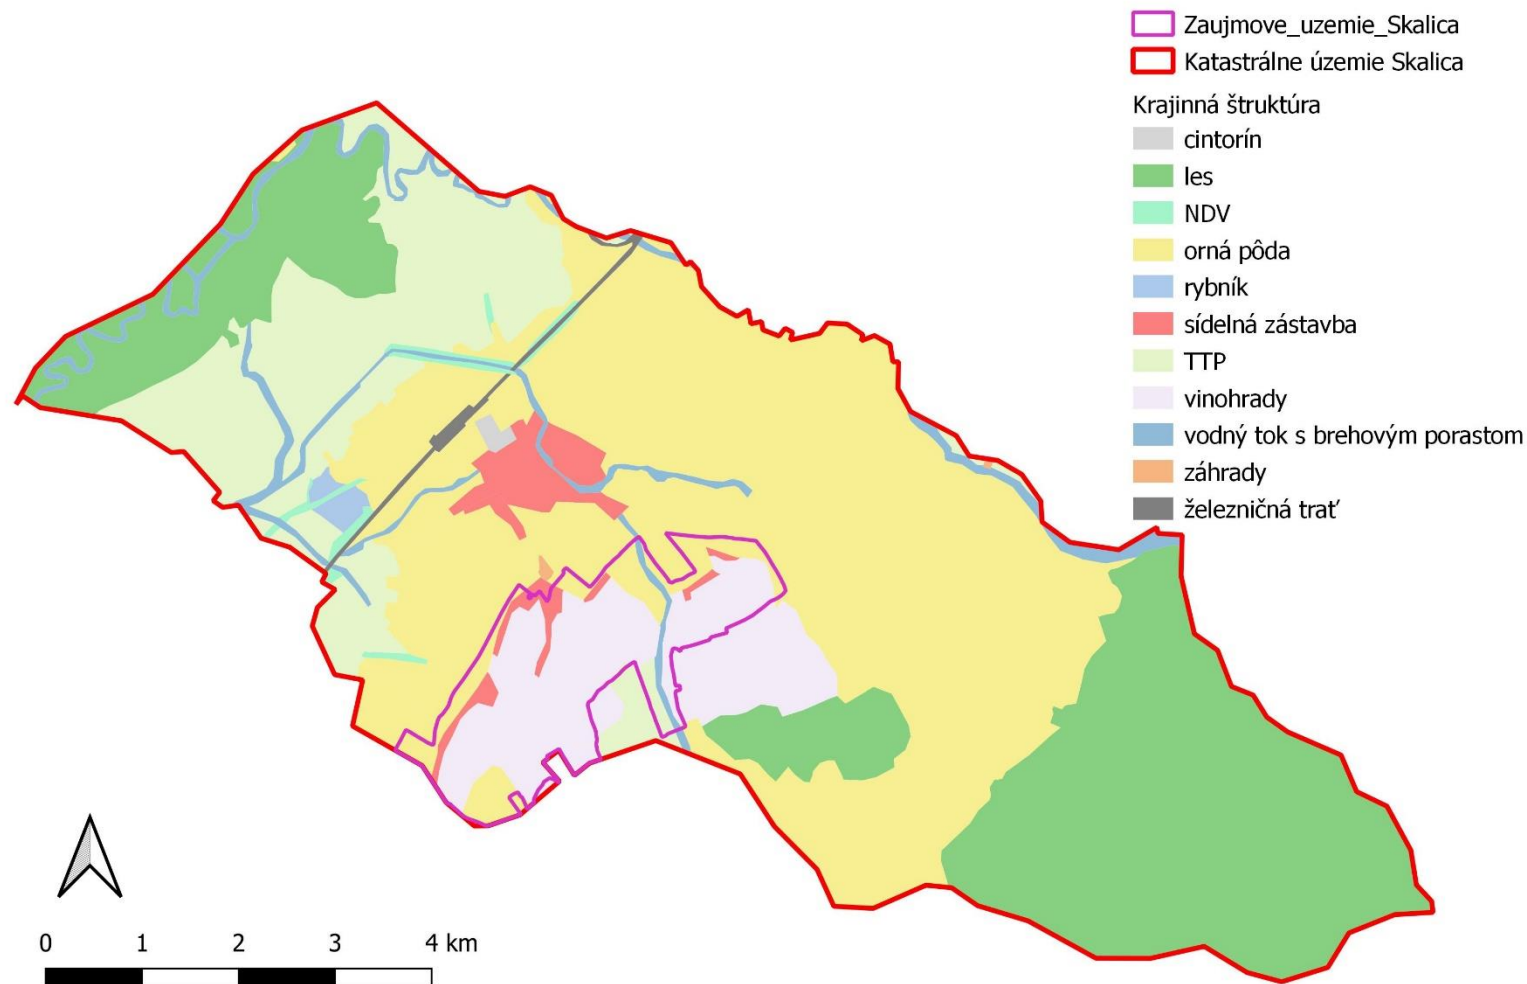 Zaujmove_uzemie_Skalica
Katastrálne územie Skalica
Krajinná štruktúra
cintorín
les
NDV
orná pôda
rybník
sídelná zástavba
TTP
vinohrady
vodný tok s brehovým porastom
záhrady
železničná trať
0 1 2 3 4 km